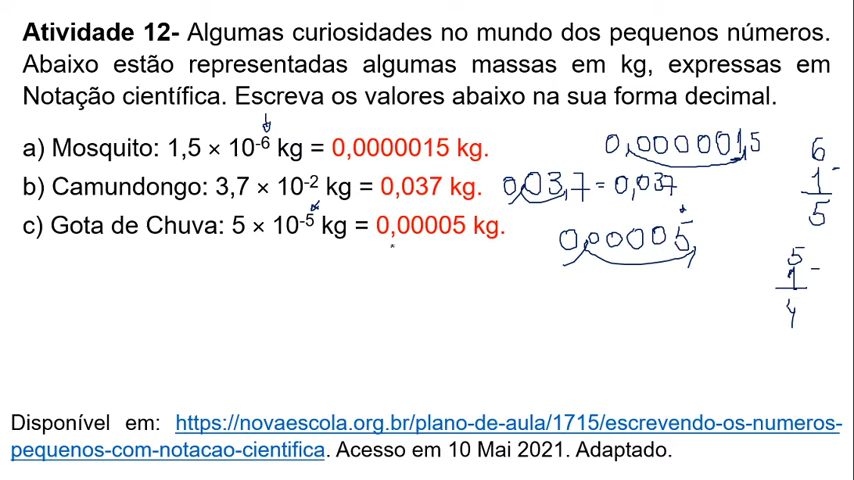 Atividade 12- Algumas curiosidades no mundo dos pequenos números.
Abaixo estão representadas algumas massas em kg, expressas em
Notação científica. Escreva os valores abaixo na sua forma decimal.
a) Mosquito: 1,5 × 10⁻⁶ kg = 0,0000015 kg.
0,0000015
6
b) Camundongo: 3,7 × 10⁻² kg = 0,037 kg.
0,03,7 = 0,037
1 -
5
c) Gota de Chuva: 5 × 10⁻⁵ kg = 0,00005 kg.
0,00005,
5
1 -
4
Disponível em: https://novaescola.org.br/plano-de-aula/1715/escrevendo-os-numeros-
pequenos-com-notacao-cientifica. Acesso em 10 Mai 2021. Adaptado.